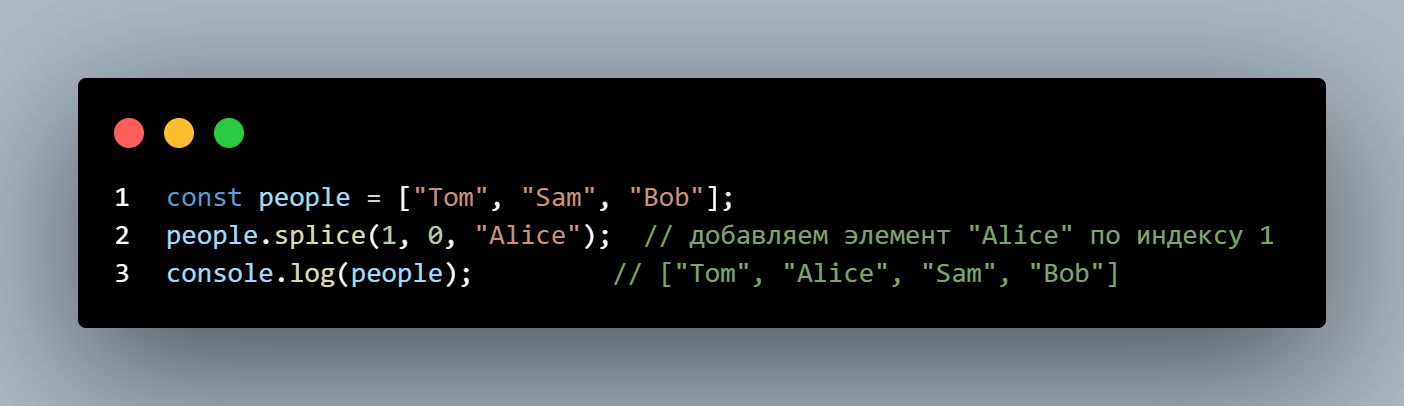 1 const people = ["Tom", "Sam", "Bob"];
2 people.splice(1, 0, "Alice");  // добавляем элемент "Alice" по индексу 1
3 console.log(people);         // ["Tom", "Alice", "Sam", "Bob"]